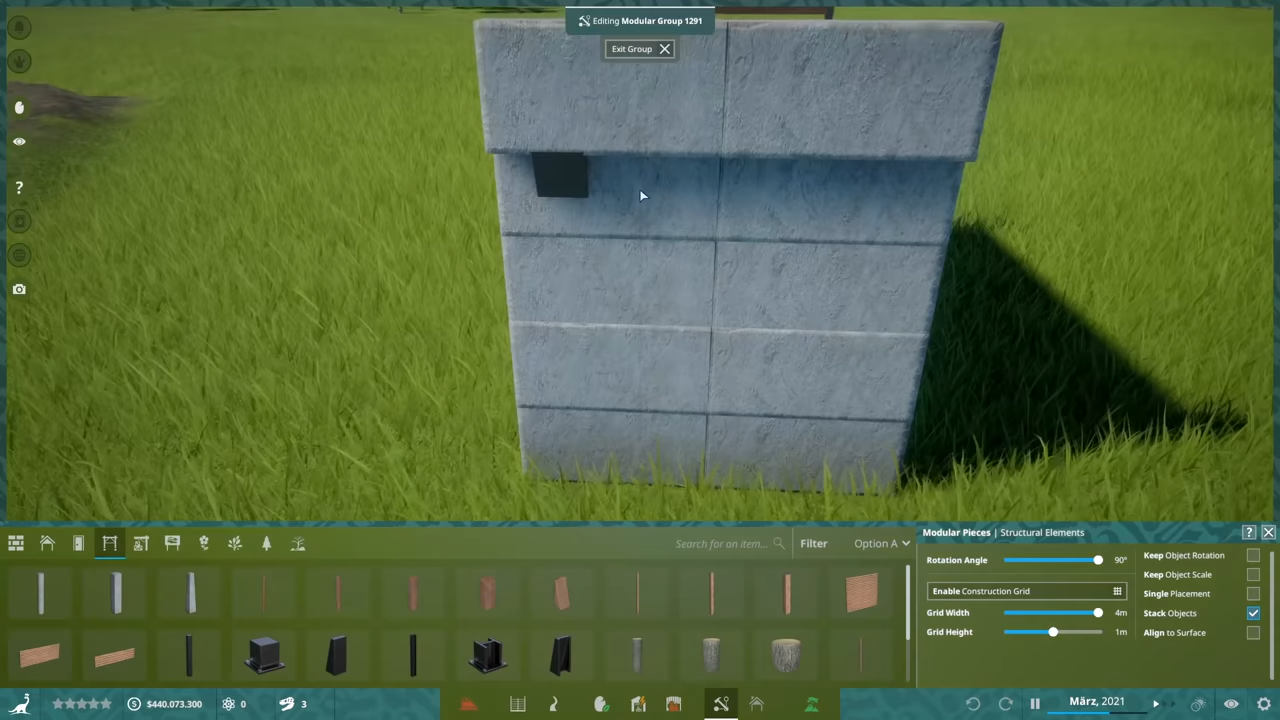 Editing Modular Group 1291
Exit Group
?
Search for an item...
Filter
Option A
Modular Pieces | Structural Elements
?
Rotation Angle
90°
Keep Object Rotation
Enable Construction Grid
Keep Object Scale
Single Placement
Grid Width
4m
Stack Objects
Grid Height
1m
Align to Surface
$
$440.073.300
0
3
März, 2021